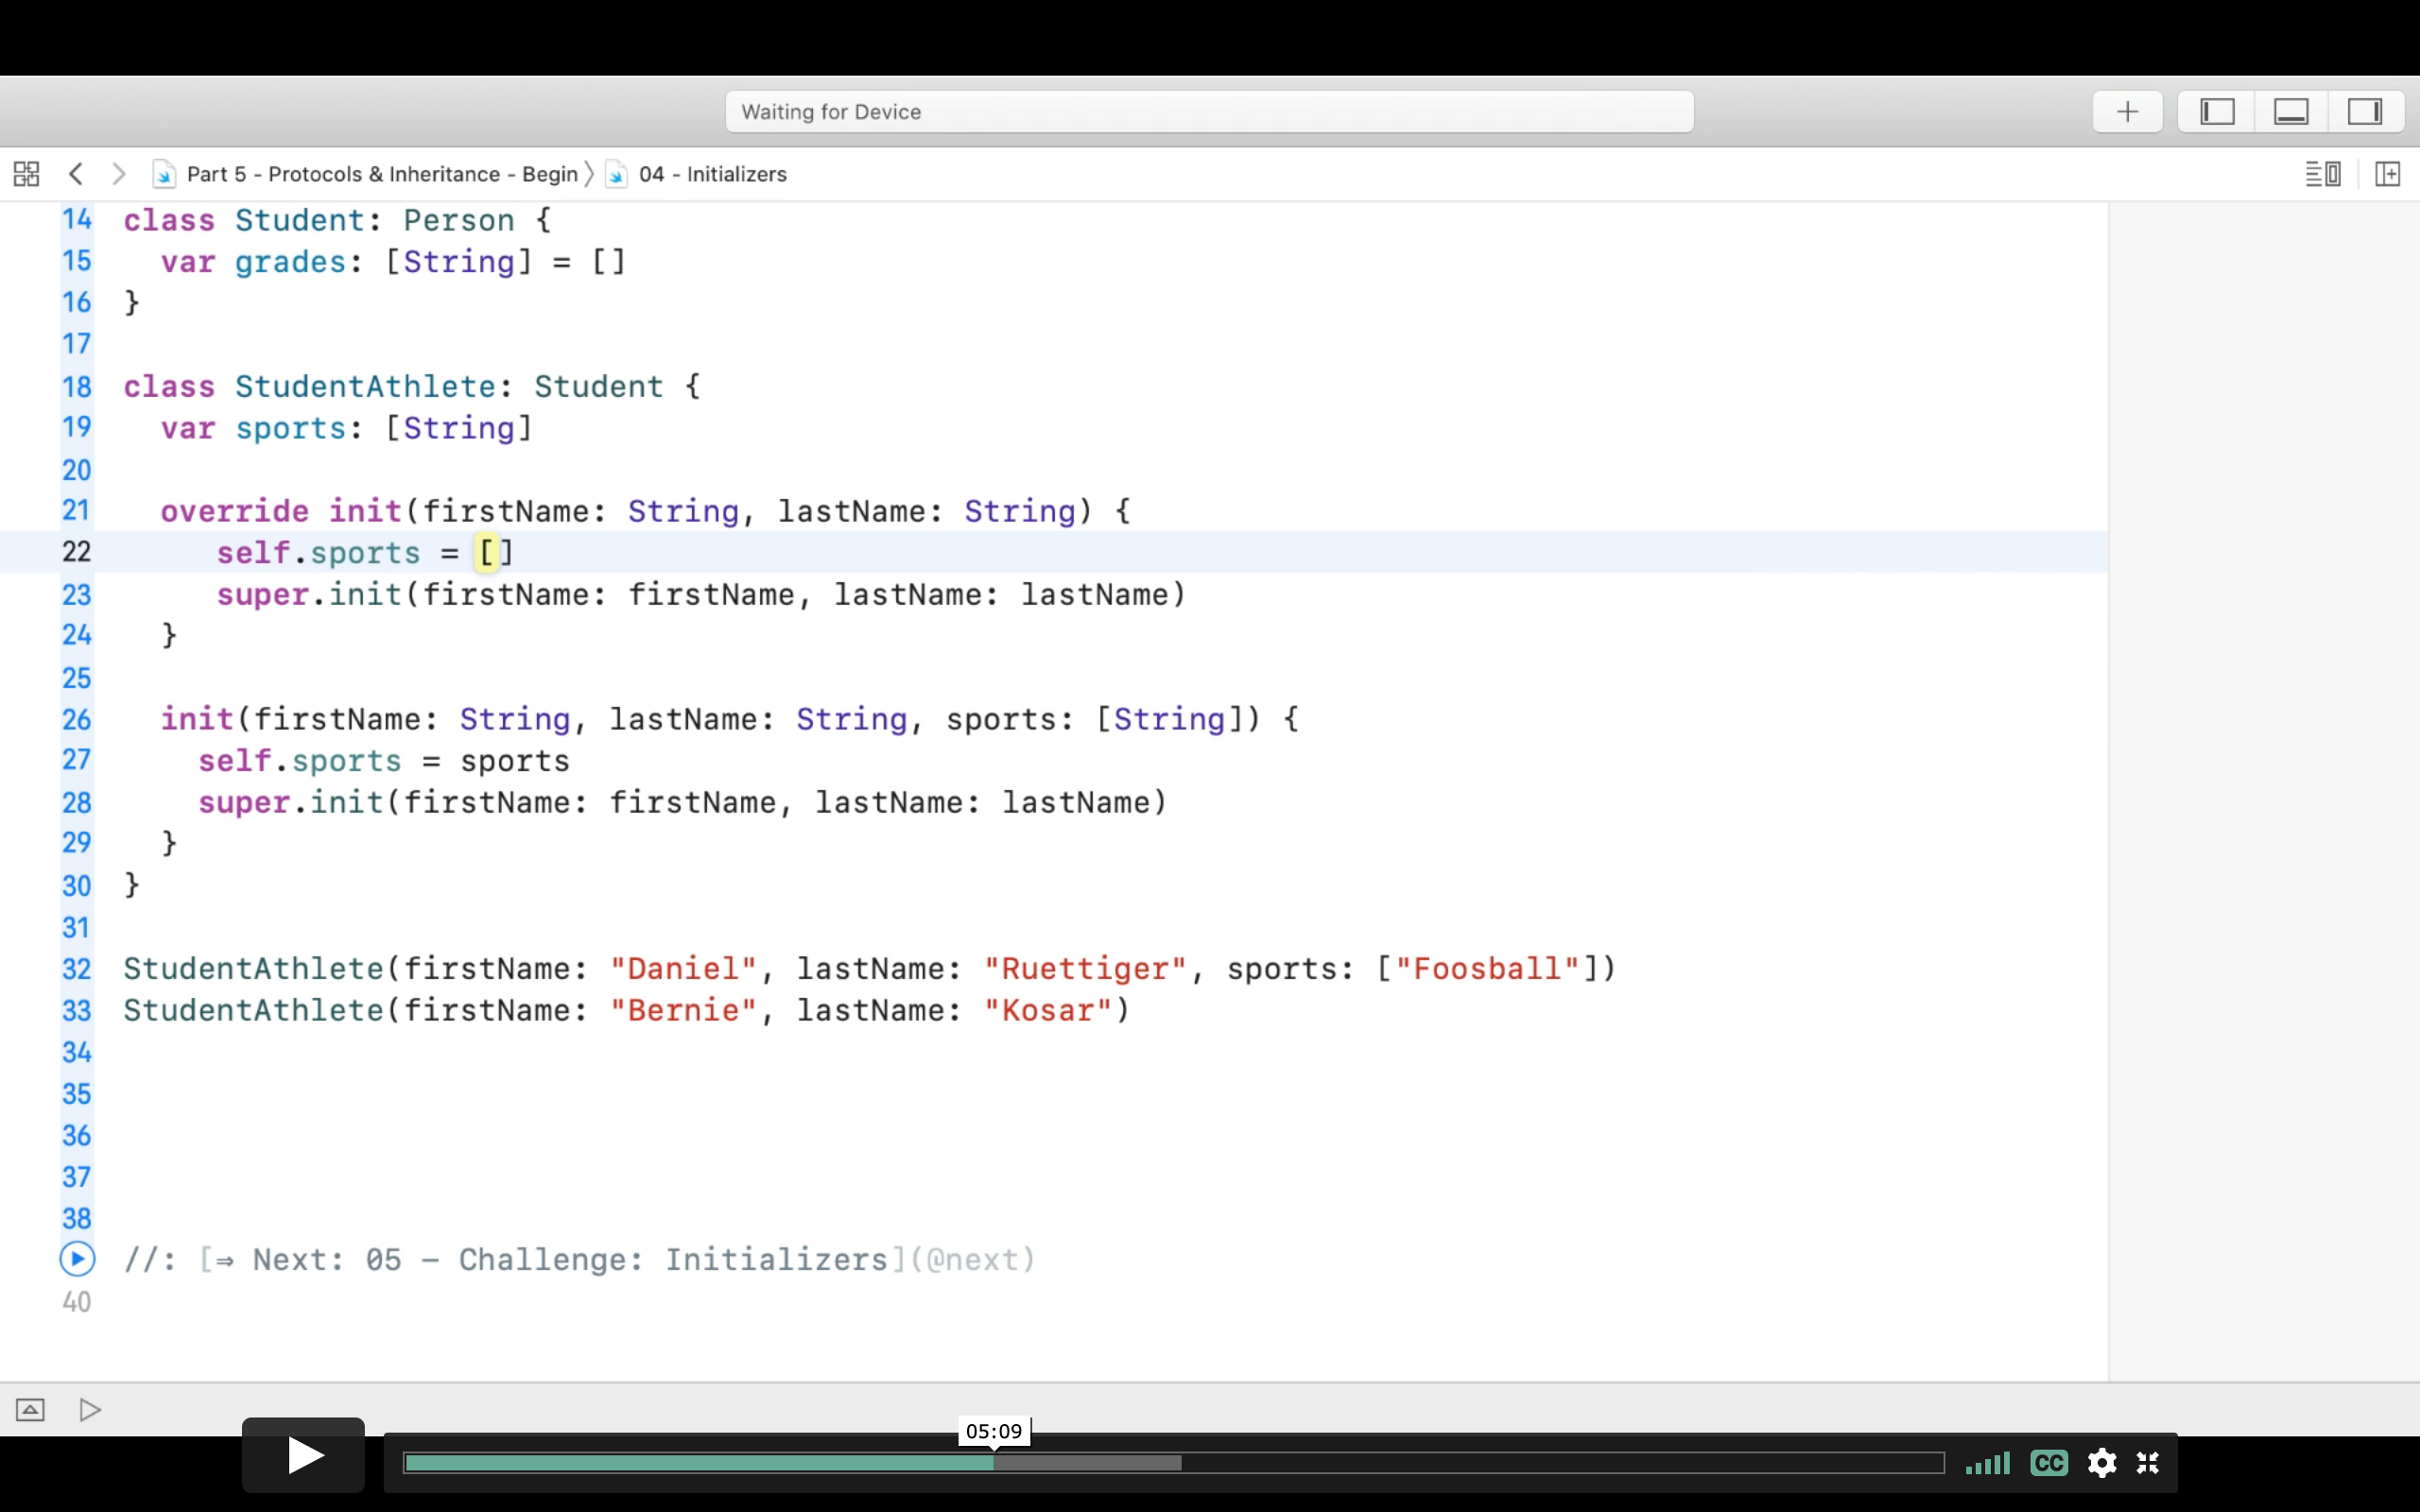 Waiting for Device
Part 5 - Protocols & Inheritance - Begin 〉 04 - Initializers
14 class Student: Person {
15   var grades: [String] = []
16 }
17
18 class StudentAthlete: Student {
19   var sports: [String]
20
21   override init(firstName: String, lastName: String) {
22      self.sports = []
23      super.init(firstName: firstName, lastName: lastName)
24   }
25
26   init(firstName: String, lastName: String, sports: [String]) {
27     self.sports = sports
28     super.init(firstName: firstName, lastName: lastName)
29   }
30 }
31
32 StudentAthlete(firstName: "Daniel", lastName: "Ruettiger", sports: ["Foosball"])
33 StudentAthlete(firstName: "Bernie", lastName: "Kosar")
34
35
36
37
38
//: [⇒ Next: 05 – Challenge: Initializers](@next)
40
05:09
CC